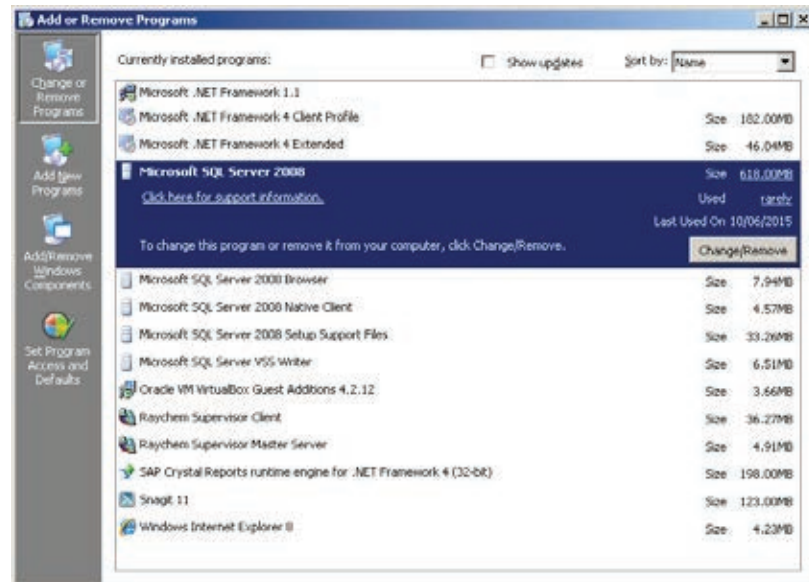 Add or Remove Programs
Change or
Remove
Programs
Add New
Programs
Add/Remove
Windows
Components
Set Program
Access and
Defaults
Currently installed programs:
Show updates
Sort by: Name
Microsoft .NET Framework 1.1
Microsoft .NET Framework 4 Client Profile Size 182.00MB
Microsoft .NET Framework 4 Extended Size 46.04MB
Microsoft SQL Server 2008 Size 618.00MB
Click here for support information. Used rarely
Last Used On 10/06/2015
To change this program or remove it from your computer, click Change/Remove. Change/Remove
Microsoft SQL Server 2008 Browser Size 7.94MB
Microsoft SQL Server 2008 Native Client Size 4.57MB
Microsoft SQL Server 2008 Setup Support Files Size 33.26MB
Microsoft SQL Server VSS Writer Size 6.51MB
Oracle VM VirtualBox Guest Additions 4.2.12 Size 3.66MB
Raychem Supervisor Client Size 36.27MB
Raychem Supervisor Master Server Size 4.91MB
SAP Crystal Reports runtime engine for .NET Framework 4 (32-bit) Size 198.00MB
Snagit 11 Size 123.00MB
Windows Internet Explorer 8 Size 4.23MB